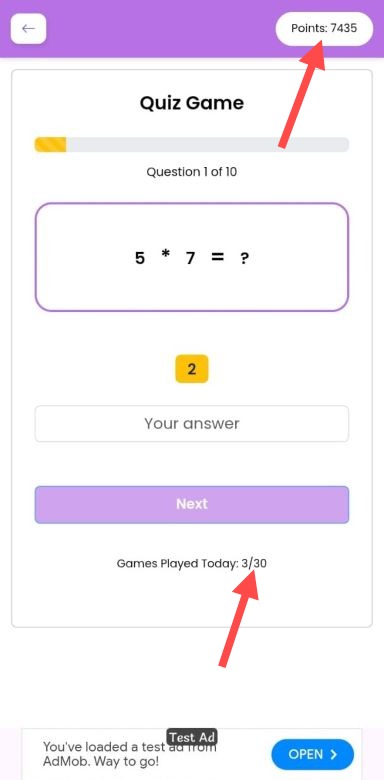 ←
Points: 7435
Quiz Game
Question 1 of 10
5 * 7 = ?
2
Your answer
Next
Games Played Today: 3/30
Test Ad
You've loaded a test ad from
AdMob. Way to go!
OPEN >